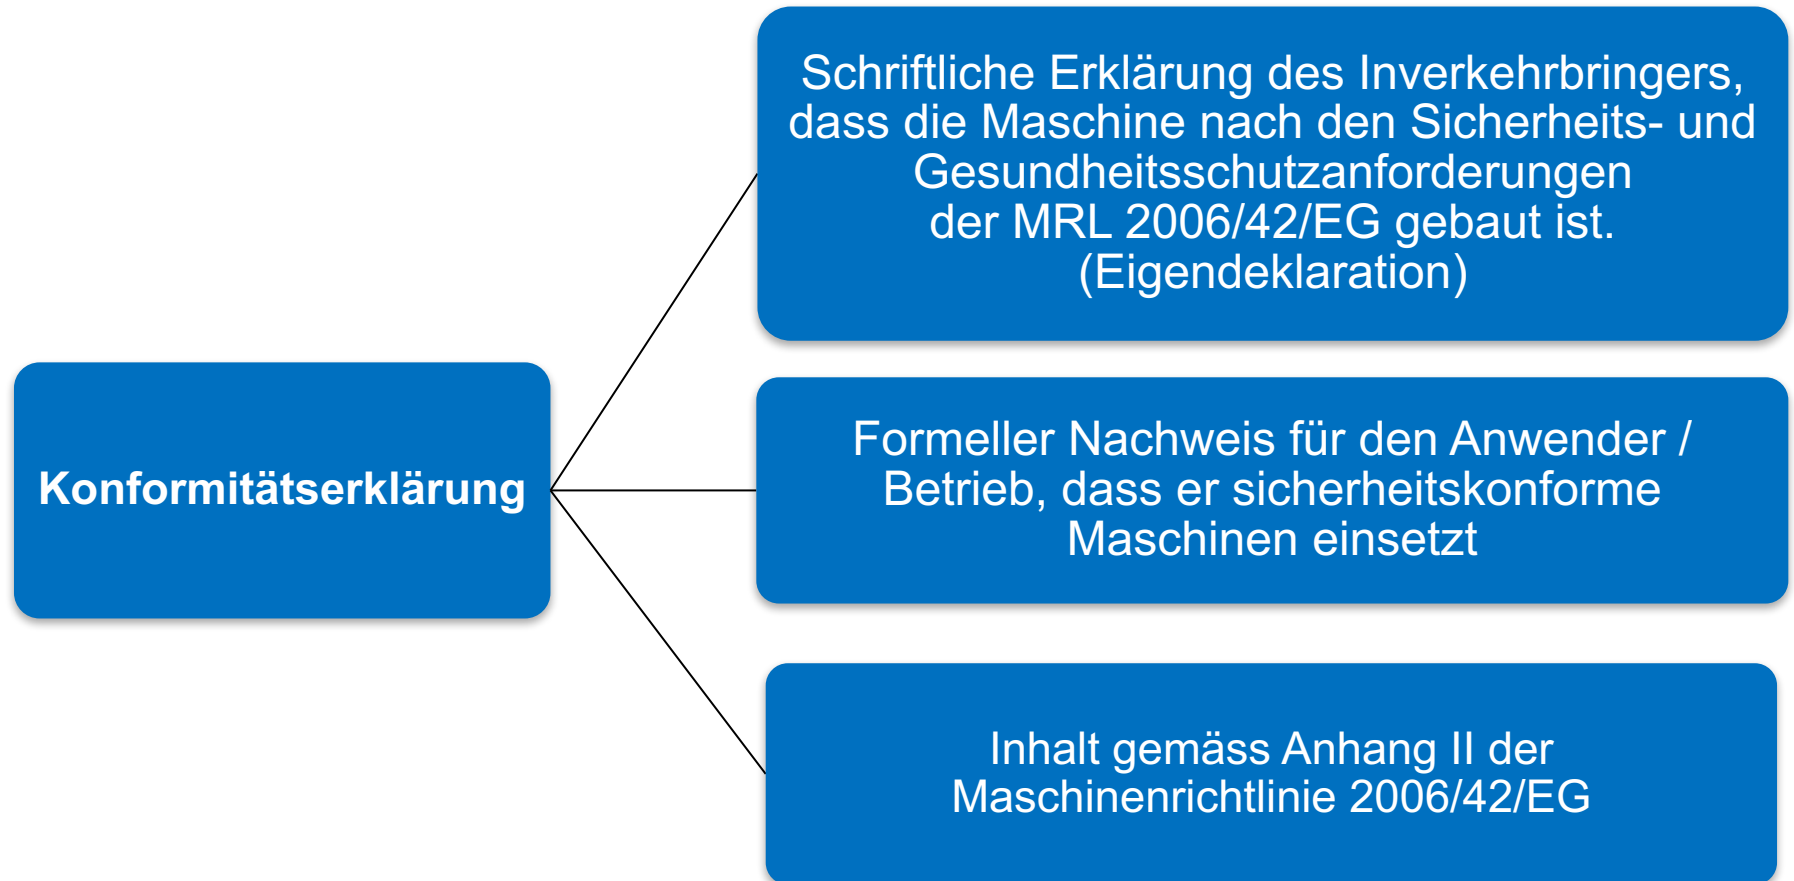 Schriftliche Erklärung des Inverkehrbringers,
dass die Maschine nach den Sicherheits- und
Gesundheitsschutzanforderungen
der MRL 2006/42/EG gebaut ist.
(Eigendeklaration)
Konformitätserklärung
Formeller Nachweis für den Anwender /
Betrieb, dass er sicherheitskonforme
Maschinen einsetzt
Inhalt gemäss Anhang II der
Maschinenrichtlinie 2006/42/EG